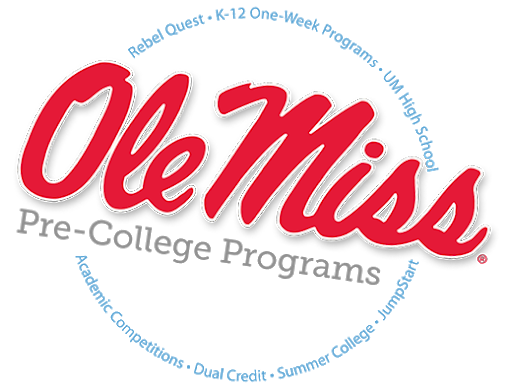 Rebel Quest • K-12 One-Week Programs • UM High School
Ole Miss®
Pre-College Programs
Academic Competitions • Dual Credit • Summer College • JumpStart